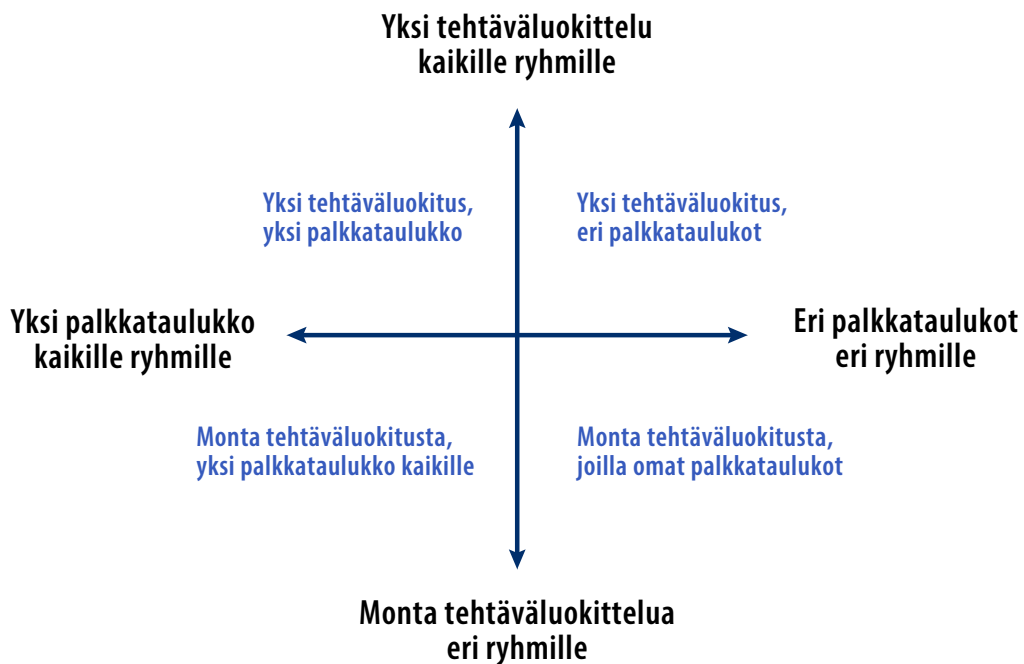 Yksi tehtäväluokittelu
kaikille ryhmille
Yksi tehtäväluokitus,
yksi palkkataulukko
Yksi tehtäväluokitus,
eri palkkataulukot
Yksi palkkataulukko
kaikille ryhmille
Eri palkkataulukot
eri ryhmille
Monta tehtäväluokitusta,
yksi palkkataulukko kaikille
Monta tehtäväluokitusta,
joilla omat palkkataulukot
Monta tehtäväluokittelua
eri ryhmille